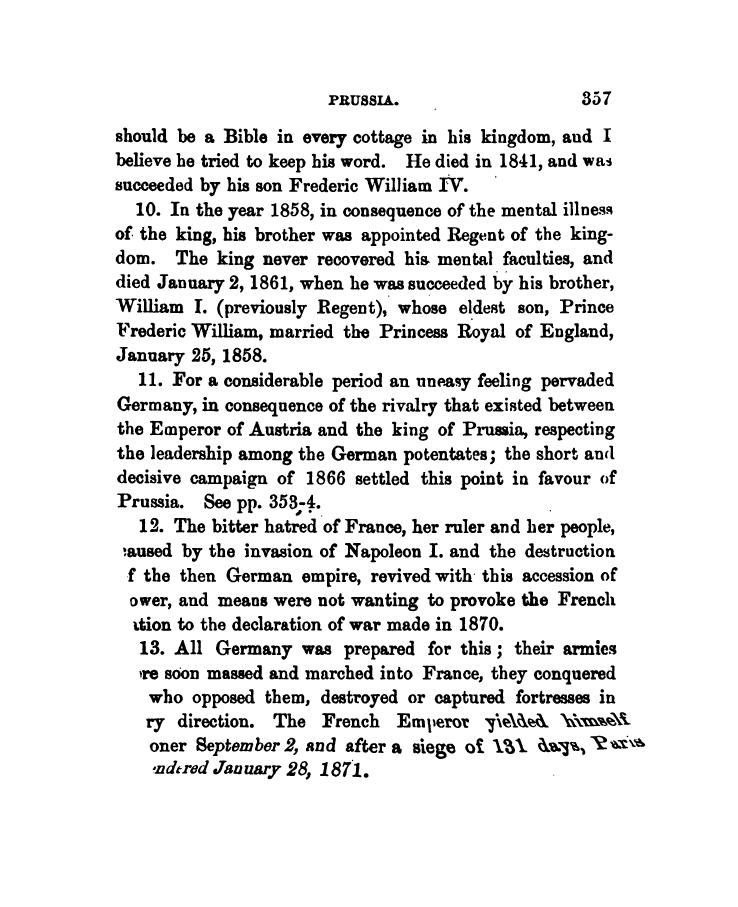 PRUSSIA. 357
should be a Bible in every cottage in his kingdom, and I
believe he tried to keep his word. He died in 1841, and was
succeeded by his son Frederic William IV.
10. In the year 1858, in consequence of the mental illness
of the king, his brother was appointed Regent of the king-
dom. The king never recovered his mental faculties, and
died January 2, 1861, when he was succeeded by his brother,
William I. (previously Regent), whose eldest son, Prince
Frederic William, married the Princess Royal of England,
January 25, 1858.
11. For a considerable period an uneasy feeling pervaded
Germany, in consequence of the rivalry that existed between
the Emperor of Austria and the king of Prussia, respecting
the leadership among the German potentates; the short and
decisive campaign of 1866 settled this point in favour of
Prussia. See pp. 353-4.
12. The bitter hatred of France, her ruler and her people,
aused by the invasion of Napoleon I. and the destruction
f the then German empire, revived with this accession of
ower, and means were not wanting to provoke the French
tion to the declaration of war made in 1870.
13. All Germany was prepared for this; their armies
re soon massed and marched into France, they conquered
who opposed them, destroyed or captured fortresses in
ry direction. The French Emperor yielded himself
oner September 2, and after a siege of 131 days, Paris
ndered January 28, 1871.